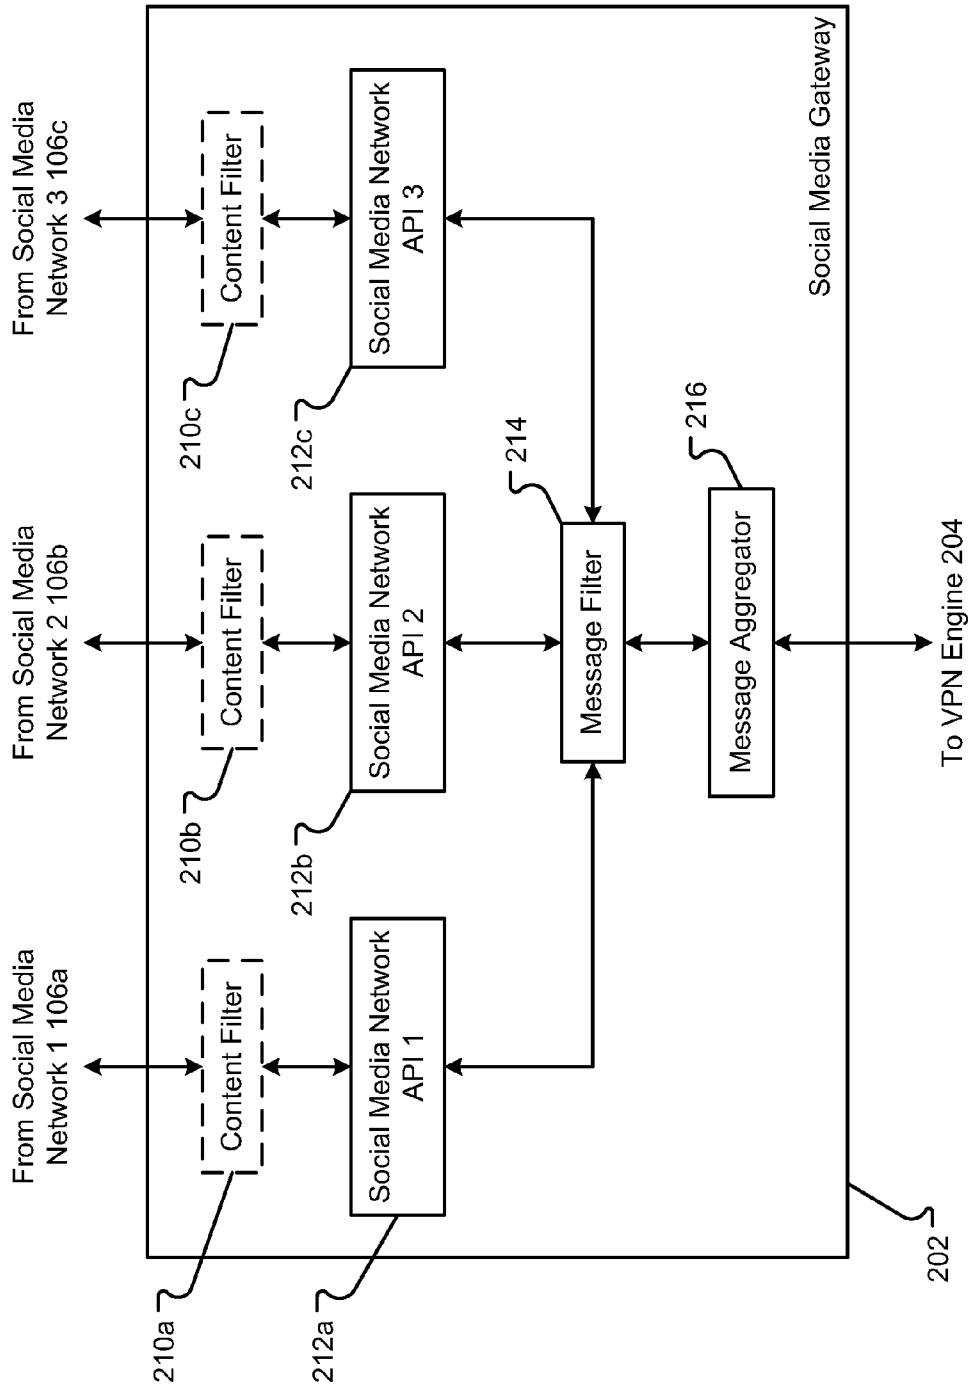 From Social Media
Network 1 106a
From Social Media
Network 2 106b
From Social Media
Network 3 106c
210a
Content Filter
210b
Content Filter
210c
Content Filter
212a
Social Media Network
API 1
212b
Social Media Network
API 2
212c
Social Media Network
API 3
214
Message Filter
216
Message Aggregator
Social Media Gateway
202
To VPN Engine 204